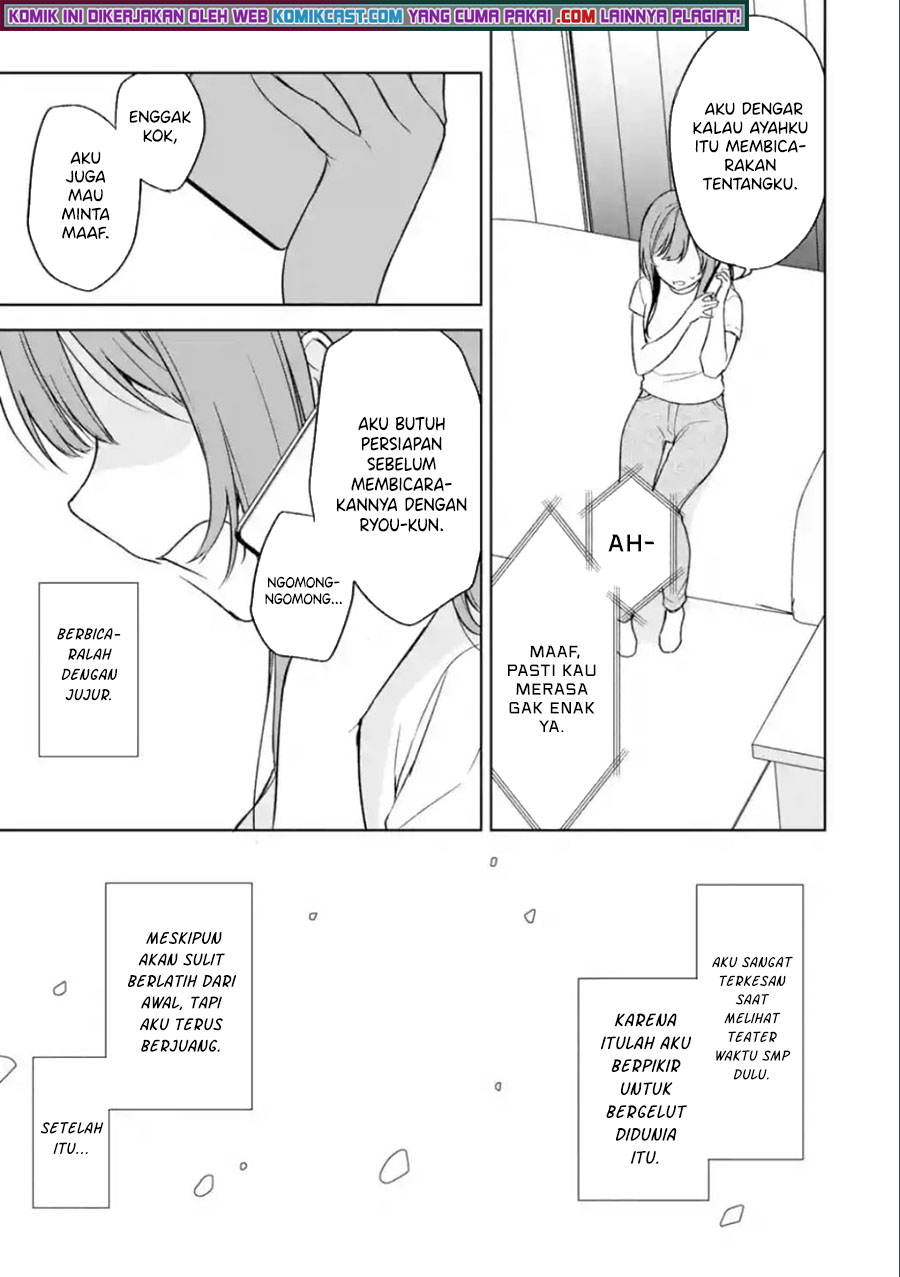 KOMIK INI DIKERJAKAN OLEH WEB KOMIKCAST.COM YANG CUMA PAKAI .COM LAINNYA PLAGIAT!
AKU DENGAR
KALAU AYAHKU
ITU MEMBICA-
RAKAN
TENTANGKU.
AH-
MAAF,
PASTI KAU
MERASA
GAK ENAK
YA.
ENGGAK
KOK,
AKU
JUGA
MAU
MINTA
MAAF.
AKU BUTUH
PERSIAPAN
SEBELUM
MEMBICARA-
KANNYA DENGAN
RYOU-KUN.
NGOMONG-
NGOMONG...
BERBICA-
RALAH
DENGAN
JUJUR.
AKU SANGAT
TERKESAN
SAAT
MELIHAT
TEATER
WAKTU SMP
DULU.
KARENA
ITULAH AKU
BERPIKIR
UNTUK
BERGELUT
DIDUNIA
ITU.
MESKIPUN
AKAN SULIT
BERLATIH DARI
AWAL, TAPI
AKU TERUS
BERJUANG.
SETELAH
ITU...